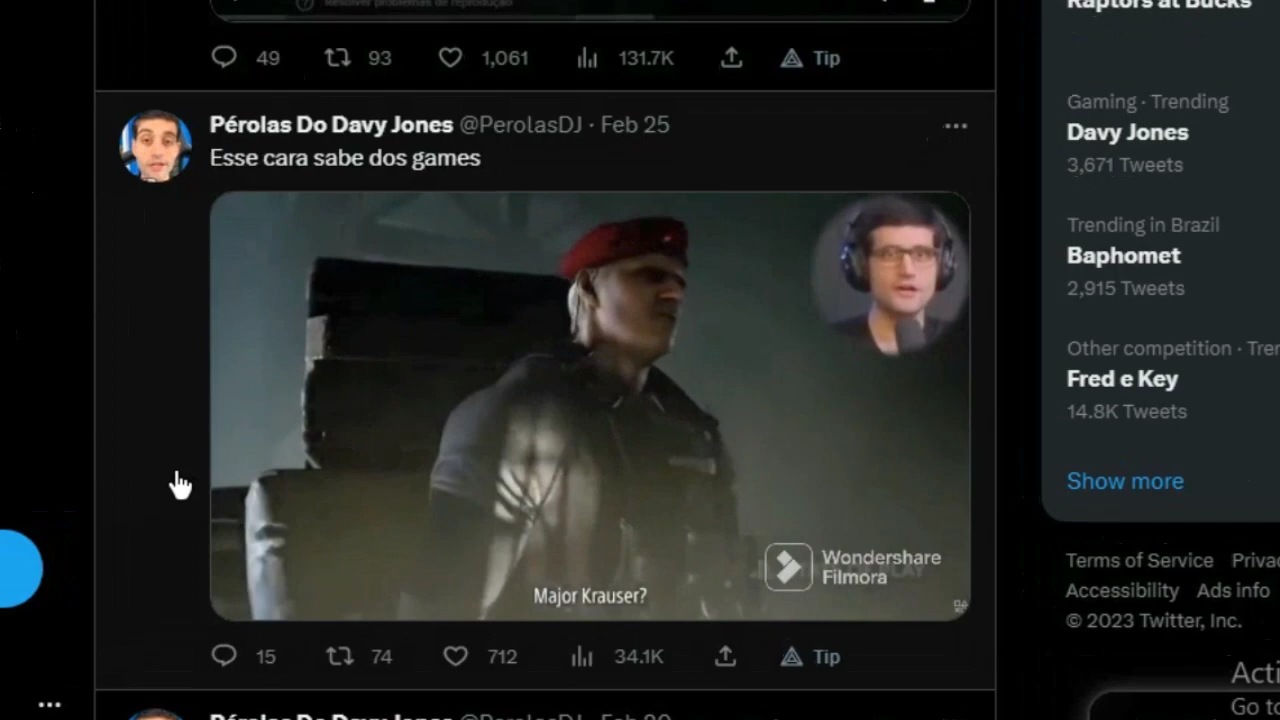 Resolver problemas de reprodução
49 93 1,061 131.7K Tip
Pérolas Do Davy Jones @PerolasDJ · Feb 25
Esse cara sabe dos games
Wondershare
Filmora
Major Krauser?
15 74 712 34.1K Tip
Pérolas Do Davy Jones @PerolasDJ · Feb 20
Raptors at Bucks
Gaming · Trending
Davy Jones
3,671 Tweets
Trending in Brazil
Baphomet
2,915 Tweets
Other competition · Tren
Fred e Key
14.8K Tweets
Show more
Terms of Service Priva
Accessibility Ads info
© 2023 Twitter, Inc.
Acti
Go to